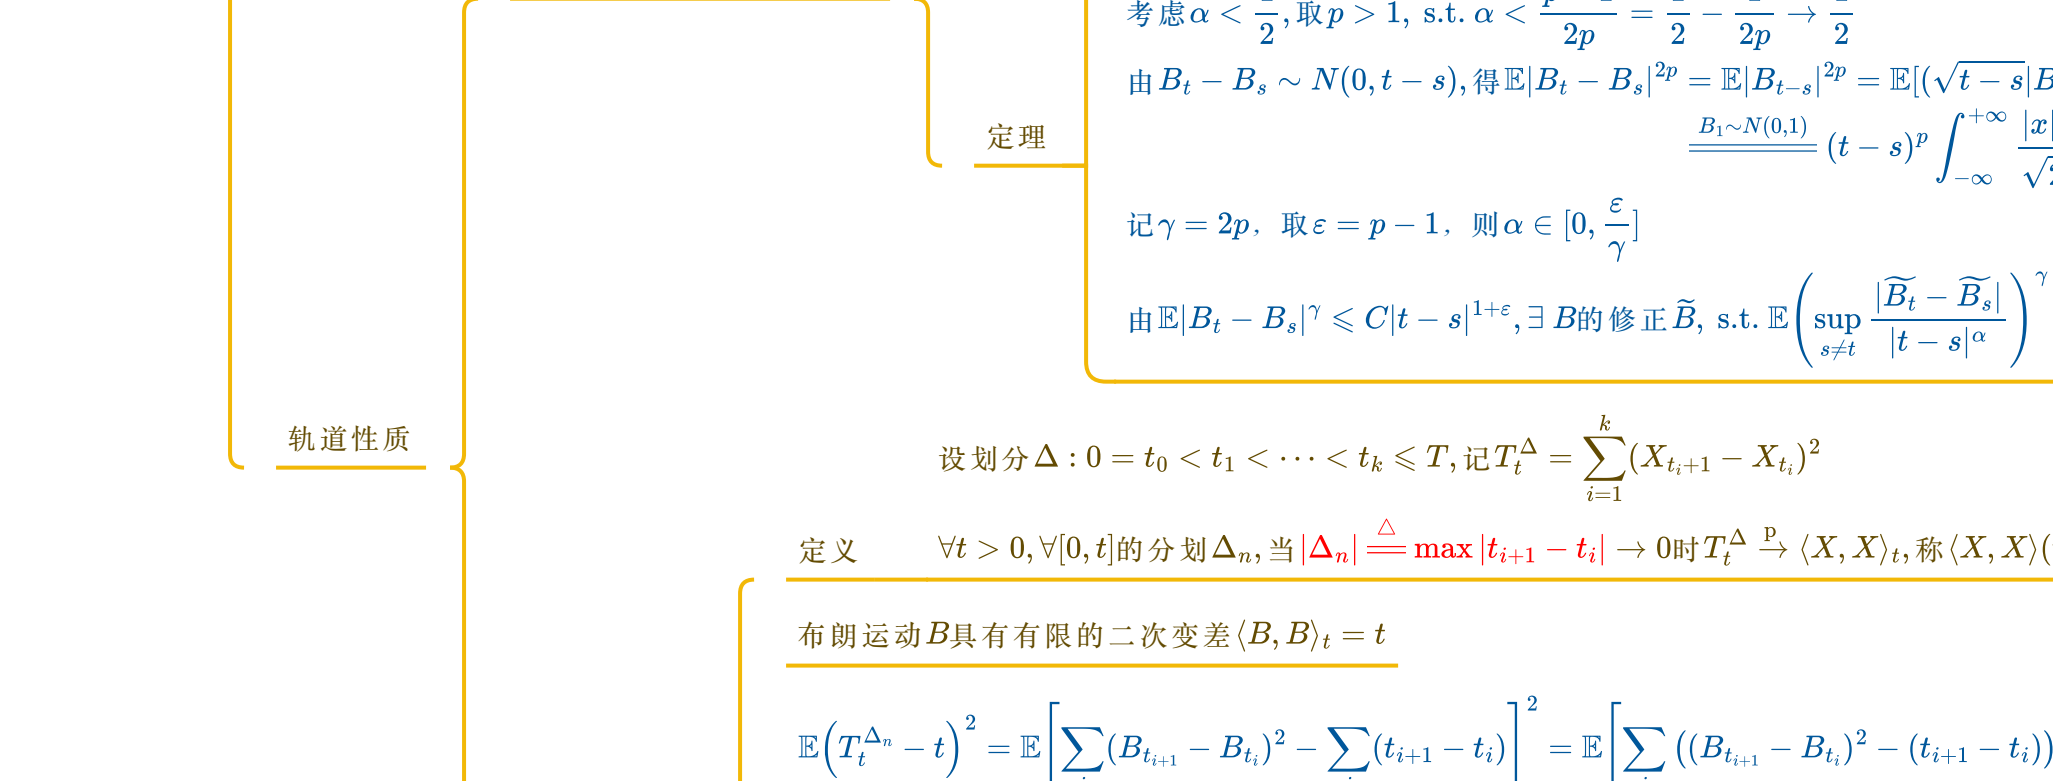 考虑α < 1/2, 取p > 1, s.t. α < (p − 1)/2p = 1/2 − 1/2p → 1/2
由B_t − B_s ∼ N(0, t − s), 得𝔼|B_t − B_s|^{2p} = 𝔼|B_{t−s}|^{2p} = 𝔼[(√(t − s)|B
定理
B_1∼N(0,1) ═ (t − s)^p ∫_{−∞}^{+∞} |x|
记γ = 2p, 取ε = p − 1, 则α ∈ [0, ε/γ]
由𝔼|B_t − B_s|^γ ⩽ C|t − s|^{1+ε}, ∃ B的修正B̃, s.t. 𝔼(sup_{s≠t} |B̃_t − B̃_s|/|t − s|^α)^γ
轨道性质
设划分Δ : 0 = t_0 < t_1 < ⋯ < t_k ⩽ T, 记T_t^Δ = ∑_{i=1}^{k}(X_{t_i+1} − X_{t_i})^2
定义
∀t > 0, ∀[0, t]的分划Δ_n, 当|Δ_n| ≜ max |t_{i+1} − t_i| → 0时T_t^Δ →^p ⟨X, X⟩_t, 称⟨X, X⟩(
布朗运动B具有有限的二次变差⟨B, B⟩_t = t
𝔼(T_t^{Δ_n} − t)^2 = 𝔼[∑(B_{t_{i+1}} − B_{t_i})^2 − ∑(t_{i+1} − t_i)]^2 = 𝔼[∑((B_{t_{i+1}} − B_{t_i})^2 − (t_{i+1} − t_i))